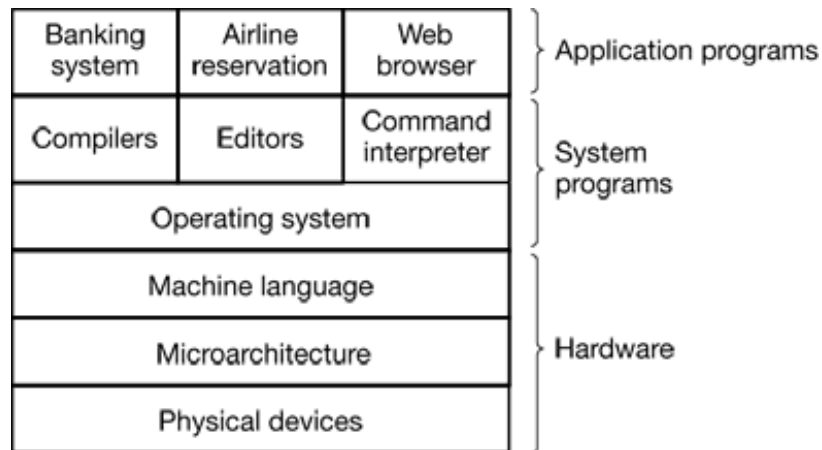 Banking
system
Airline
reservation
Web
browser
Application programs
Compilers
Editors
Command
interpreter
System
programs
Operating system
Machine language
Microarchitecture
Hardware
Physical devices